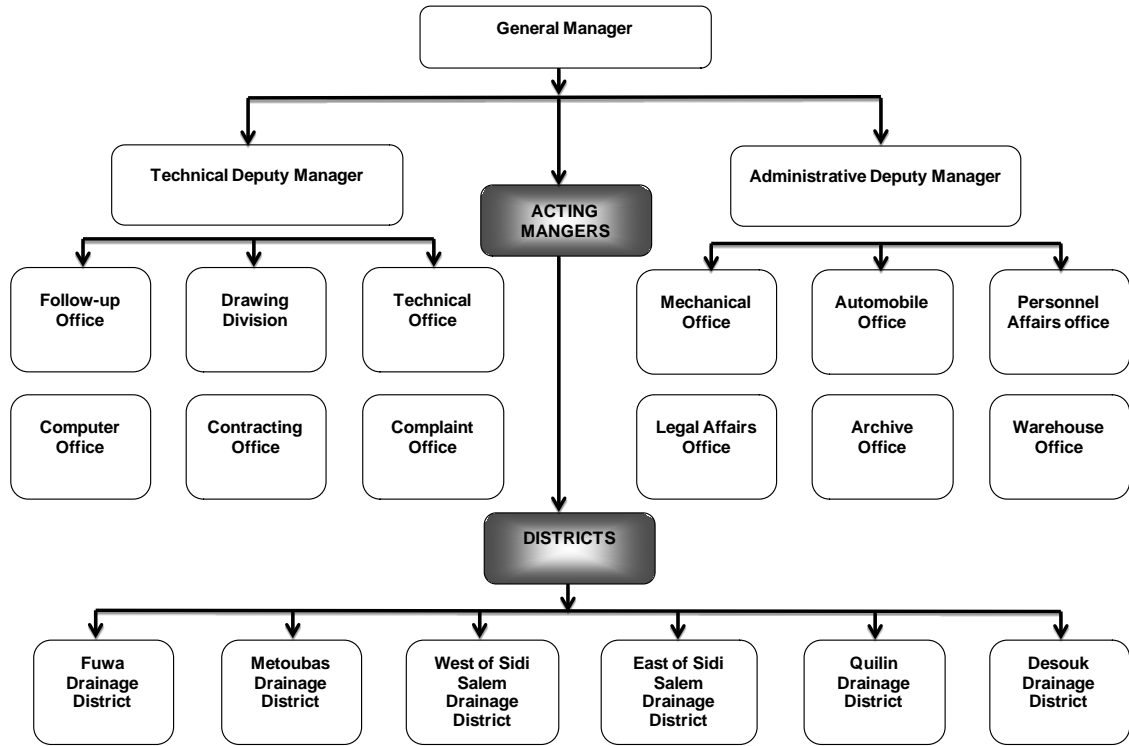 General Manager
Technical Deputy Manager
Administrative Deputy Manager
ACTING
MANGERS
Follow-up
Office
Drawing
Division
Technical
Office
Mechanical
Office
Automobile
Office
Personnel
Affairs office
Computer
Office
Contracting
Office
Complaint
Office
Legal Affairs
Office
Archive
Office
Warehouse
Office
DISTRICTS
Fuwa
Drainage
District
Metoubas
Drainage
District
West of Sidi
Salem
Drainage
District
East of Sidi
Salem
Drainage
District
Quilin
Drainage
District
Desouk
Drainage
District